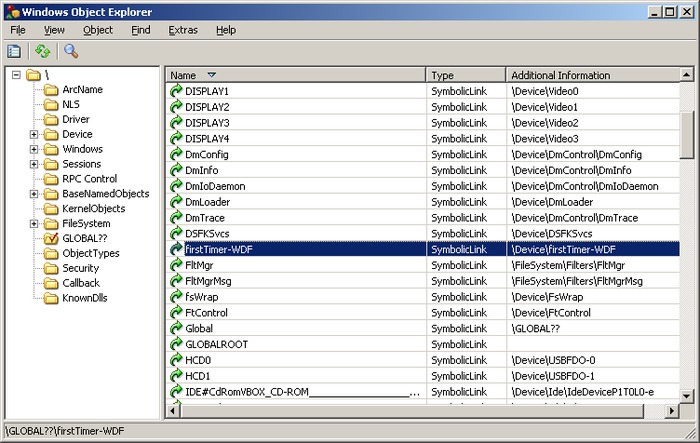 Windows Object Explorer
File View Object Find Extras Help
\
ArcName
NLS
Driver
Device
Windows
Sessions
RPC Control
BaseNamedObjects
KernelObjects
FileSystem
GLOBAL??
ObjectTypes
Security
Callback
KnownDlls
Name Type Additional Information
DISPLAY1 SymbolicLink \Device\Video0
DISPLAY2 SymbolicLink \Device\Video1
DISPLAY3 SymbolicLink \Device\Video2
DISPLAY4 SymbolicLink \Device\Video3
DmConfig SymbolicLink \Device\DmControl\DmConfig
DmInfo SymbolicLink \Device\DmControl\DmInfo
DmIoDaemon SymbolicLink \Device\DmControl\DmIoDaemon
DmLoader SymbolicLink \Device\DmLoader
DmTrace SymbolicLink \Device\DmControl\DmTrace
DSFKSvcs SymbolicLink \Device\DSFKSvcs
firstTimer-WDF SymbolicLink \Device\firstTimer-WDF
FltMgr SymbolicLink \FileSystem\Filters\FltMgr
FltMgrMsg SymbolicLink \FileSystem\Filters\FltMgrMsg
fsWrap SymbolicLink \Device\FsWrap
FtControl SymbolicLink \Device\FtControl
Global SymbolicLink \GLOBAL??
GLOBALROOT SymbolicLink
HCD0 SymbolicLink \Device\USBFDO-0
HCD1 SymbolicLink \Device\USBFDO-1
IDE#CdRomVBOX_CD-ROM____________________... SymbolicLink \Device\Ide\IdeDeviceP1T0L0-e
\GLOBAL??\firstTimer-WDF